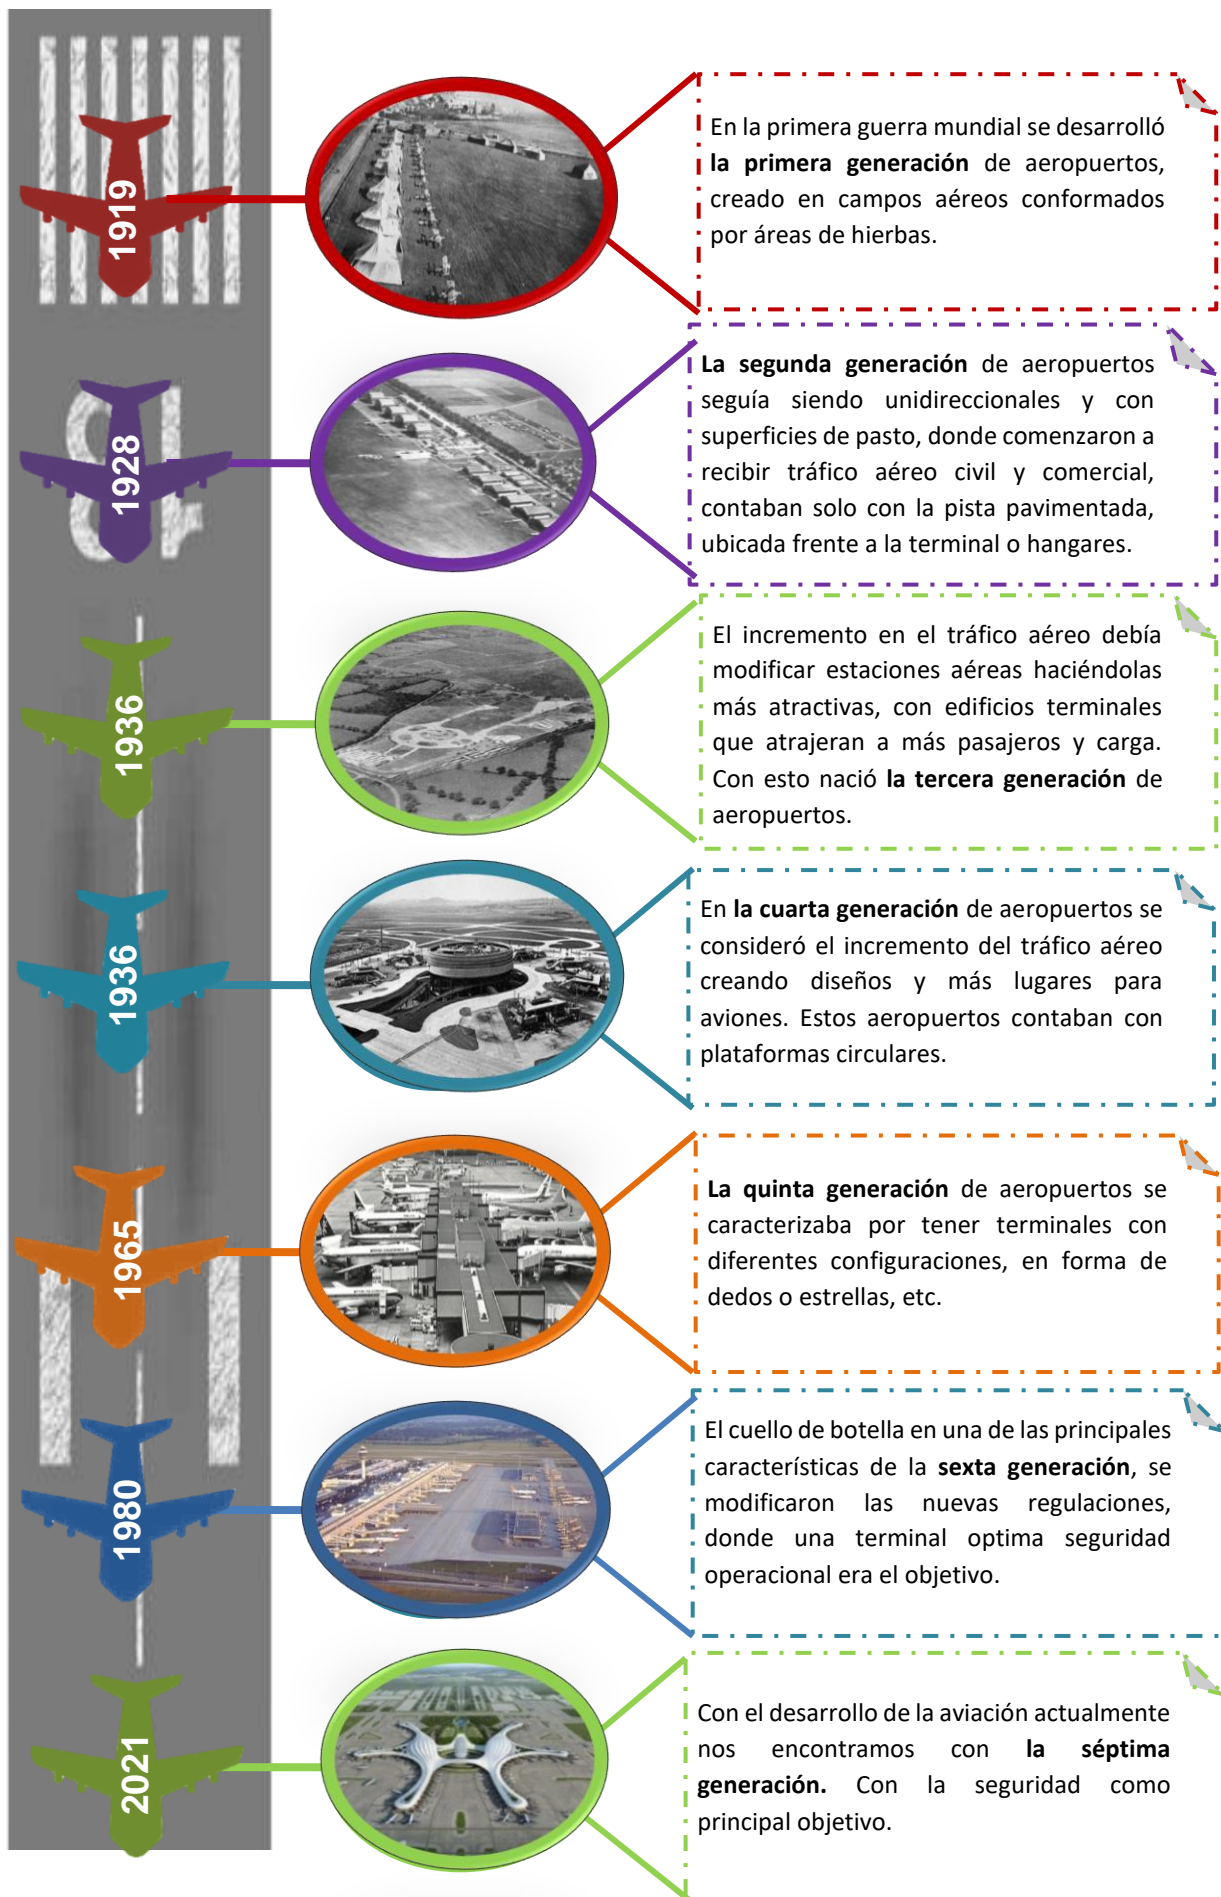 1919
En la primera guerra mundial se desarrolló
la primera generación de aeropuertos,
creado en campos aéreos conformados
por áreas de hierbas.
1928
La segunda generación de aeropuertos
seguía siendo unidireccionales y con
superficies de pasto, donde comenzaron a
recibir tráfico aéreo civil y comercial,
contaban solo con la pista pavimentada,
ubicada frente a la terminal o hangares.
1936
El incremento en el tráfico aéreo debía
modificar estaciones aéreas haciéndolas
más atractivas, con edificios terminales
que atrajeran a más pasajeros y carga.
Con esto nació la tercera generación de
aeropuertos.
1936
En la cuarta generación de aeropuertos se
consideró el incremento del tráfico aéreo
creando diseños y más lugares para
aviones. Estos aeropuertos contaban con
plataformas circulares.
1965
La quinta generación de aeropuertos se
caracterizaba por tener terminales con
diferentes configuraciones, en forma de
dedos o estrellas, etc.
1980
El cuello de botella en una de las principales
características de la sexta generación, se
modificaron las nuevas regulaciones,
donde una terminal optima seguridad
operacional era el objetivo.
2021
Con el desarrollo de la aviación actualmente
nos encontramos con la séptima
generación. Con la seguridad como
principal objetivo.